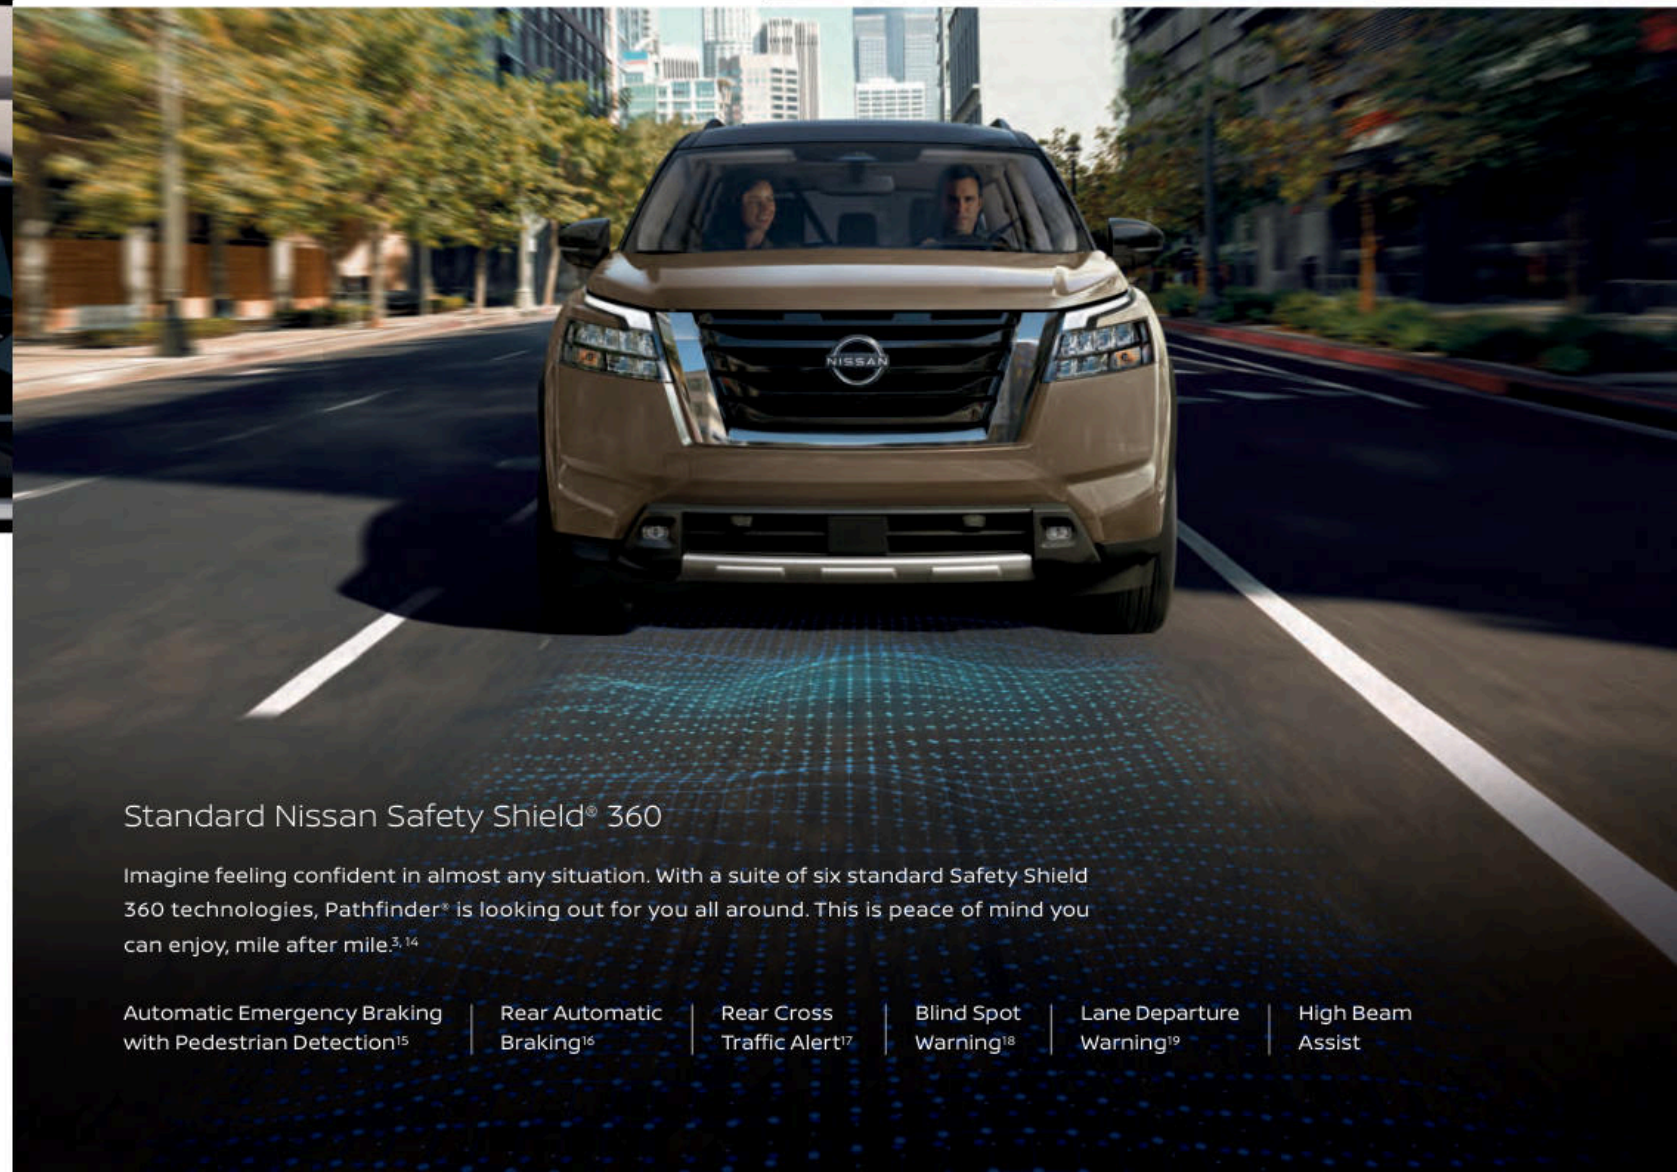 NISSAN
Standard Nissan Safety Shield® 360
Imagine feeling confident in almost any situation. With a suite of six standard Safety Shield
360 technologies, Pathfinder® is looking out for you all around. This is peace of mind you
can enjoy, mile after mile.³, ¹⁴
Automatic Emergency Braking
with Pedestrian Detection¹⁵
Rear Automatic
Braking¹⁶
Rear Cross
Traffic Alert¹⁷
Blind Spot
Warning¹⁸
Lane Departure
Warning¹⁹
High Beam
Assist